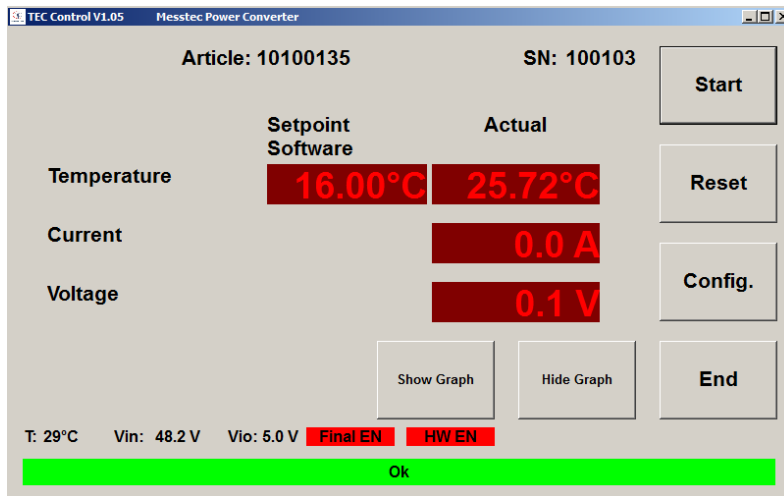 TEC Control V1.05 Messtec Power Converter
Article: 10100135 SN: 100103
Start
Setpoint Software Actual
Temperature 16.00°C 25.72°C
Reset
Current 0.0 A
Config.
Voltage 0.1 V
Show Graph Hide Graph End
T: 29°C Vin: 48.2 V Vio: 5.0 V Final EN HW EN
Ok